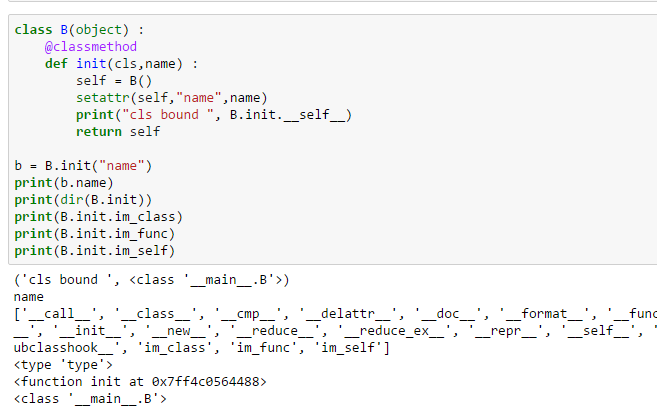 class B(object) :
    @classmethod
    def init(cls,name) :
        self = B()
        setattr(self,"name",name)
        print("cls bound ", B.init.__self__)
        return self
b = B.init("name")
print(b.name)
print(dir(B.init))
print(B.init.im_class)
print(B.init.im_func)
print(B.init.im_self)
('cls bound ', <class '__main__.B'>)
name
['__call__', '__class__', '__cmp__', '__delattr__', '__doc__', '__format__', '__func
__', '__init__', '__new__', '__reduce__', '__reduce_ex__', '__repr__', '__self__', '
ubclasshook__', 'im_class', 'im_func', 'im_self']
<type 'type'>
<function init at 0x7ff4c0564488>
<class '__main__.B'>